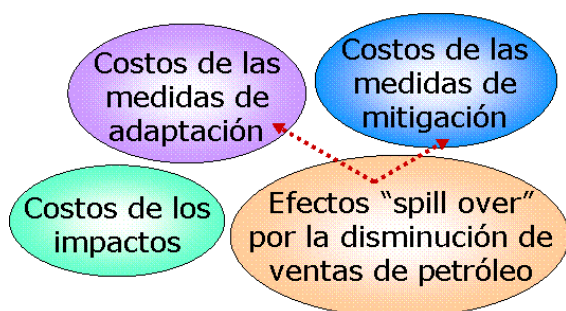 Costos de las
medidas de
adaptación
Costos de las
medidas de
mitigación
Costos de los
impactos
Efectos “spill over”
por la disminución de
ventas de petróleo